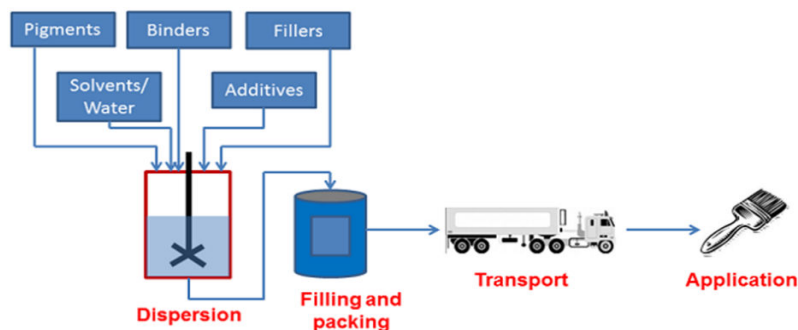 Pigments
Binders
Fillers
Solvents/
Water
Additives
Dispersion
Filling and
packing
Transport
Application